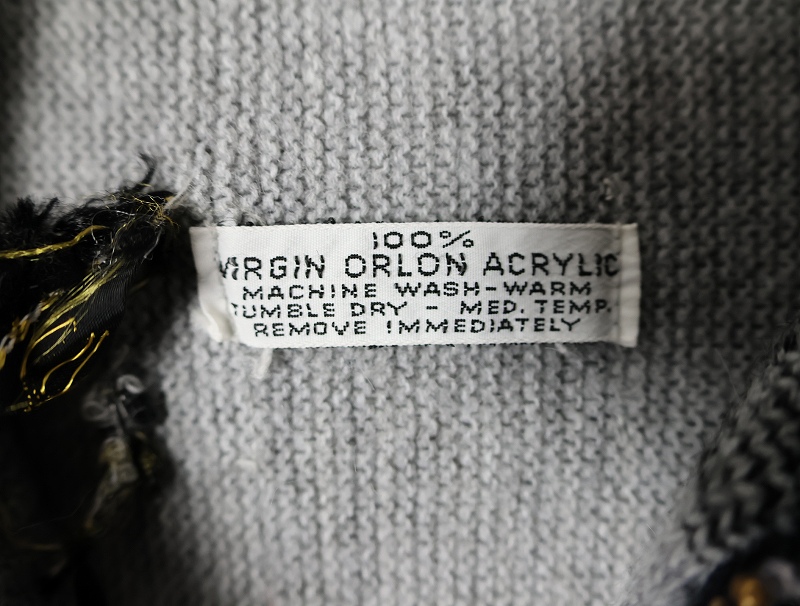 100%
VIRGIN ORLON ACRYLIC
MACHINE WASH-WARM
TUMBLE DRY - MED. TEMP.
REMOVE IMMEDIATELY